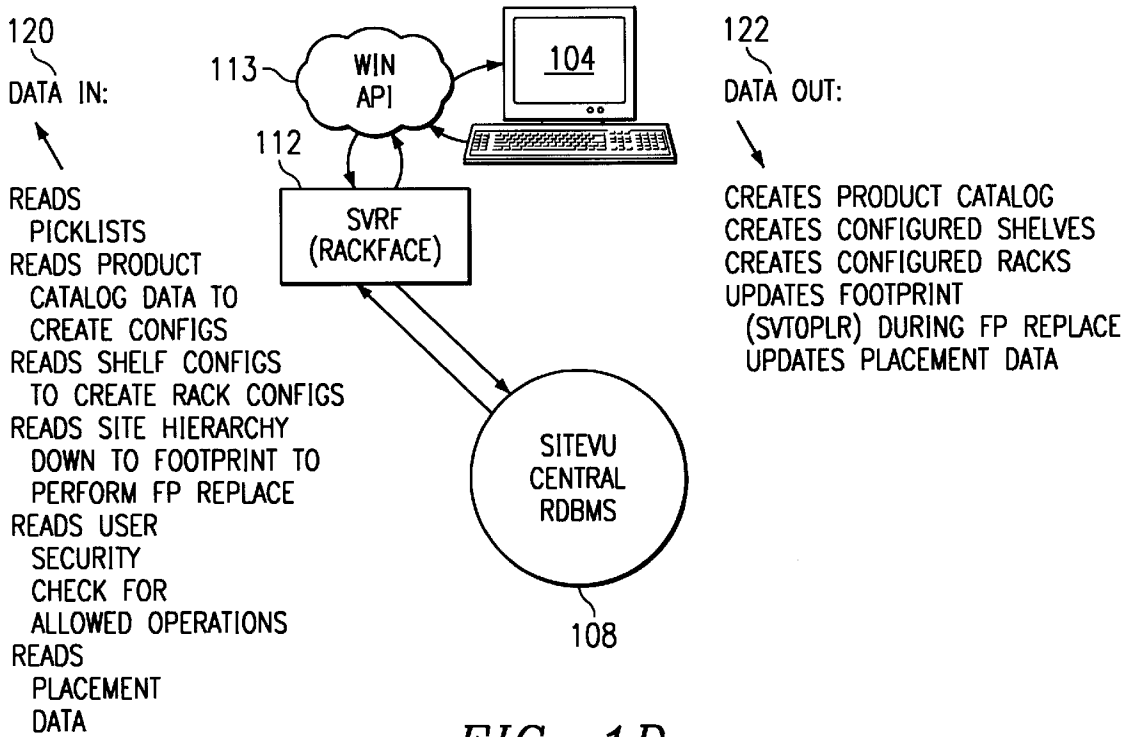 120
DATA IN:
READS
PICKLISTS
READS PRODUCT
CATALOG DATA TO
CREATE CONFIGS
READS SHELF CONFIGS
TO CREATE RACK CONFIGS
READS SITE HIERARCHY
DOWN TO FOOTPRINT TO
PERFORM FP REPLACE
READS USER
SECURITY
CHECK FOR
ALLOWED OPERATIONS
READS
PLACEMENT
DATA
113
WIN
API
104
112
SVRF
(RACKFACE)
SITEVU
CENTRAL
RDBMS
108
122
DATA OUT:
CREATES PRODUCT CATALOG
CREATES CONFIGURED SHELVES
CREATES CONFIGURED RACKS
UPDATES FOOTPRINT
(SVTOPLR) DURING FP REPLACE
UPDATES PLACEMENT DATA
FIG.